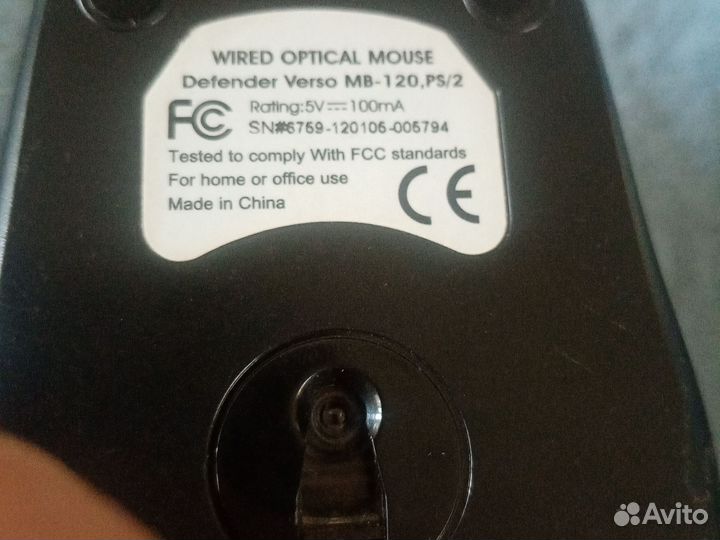 WIRED OPTICAL MOUSE
Defender Verso MB-120,PS/2
FC Rating:5V⎓100mA
SN#6759-120105-005794
Tested to comply With FCC standards
For home or office use
Made in China
CE
Avito